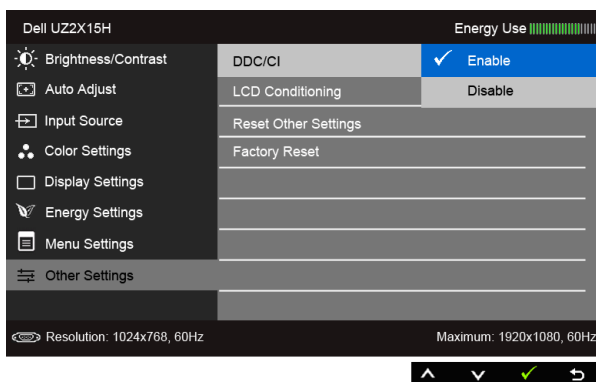 Dell UZ2X15H
Energy Use
Brightness/Contrast
DDC/CI
Enable
Auto Adjust
LCD Conditioning
Disable
Input Source
Reset Other Settings
Color Settings
Factory Reset
Display Settings
Energy Settings
Menu Settings
Other Settings
Resolution: 1024x768, 60Hz
Maximum: 1920x1080, 60Hz